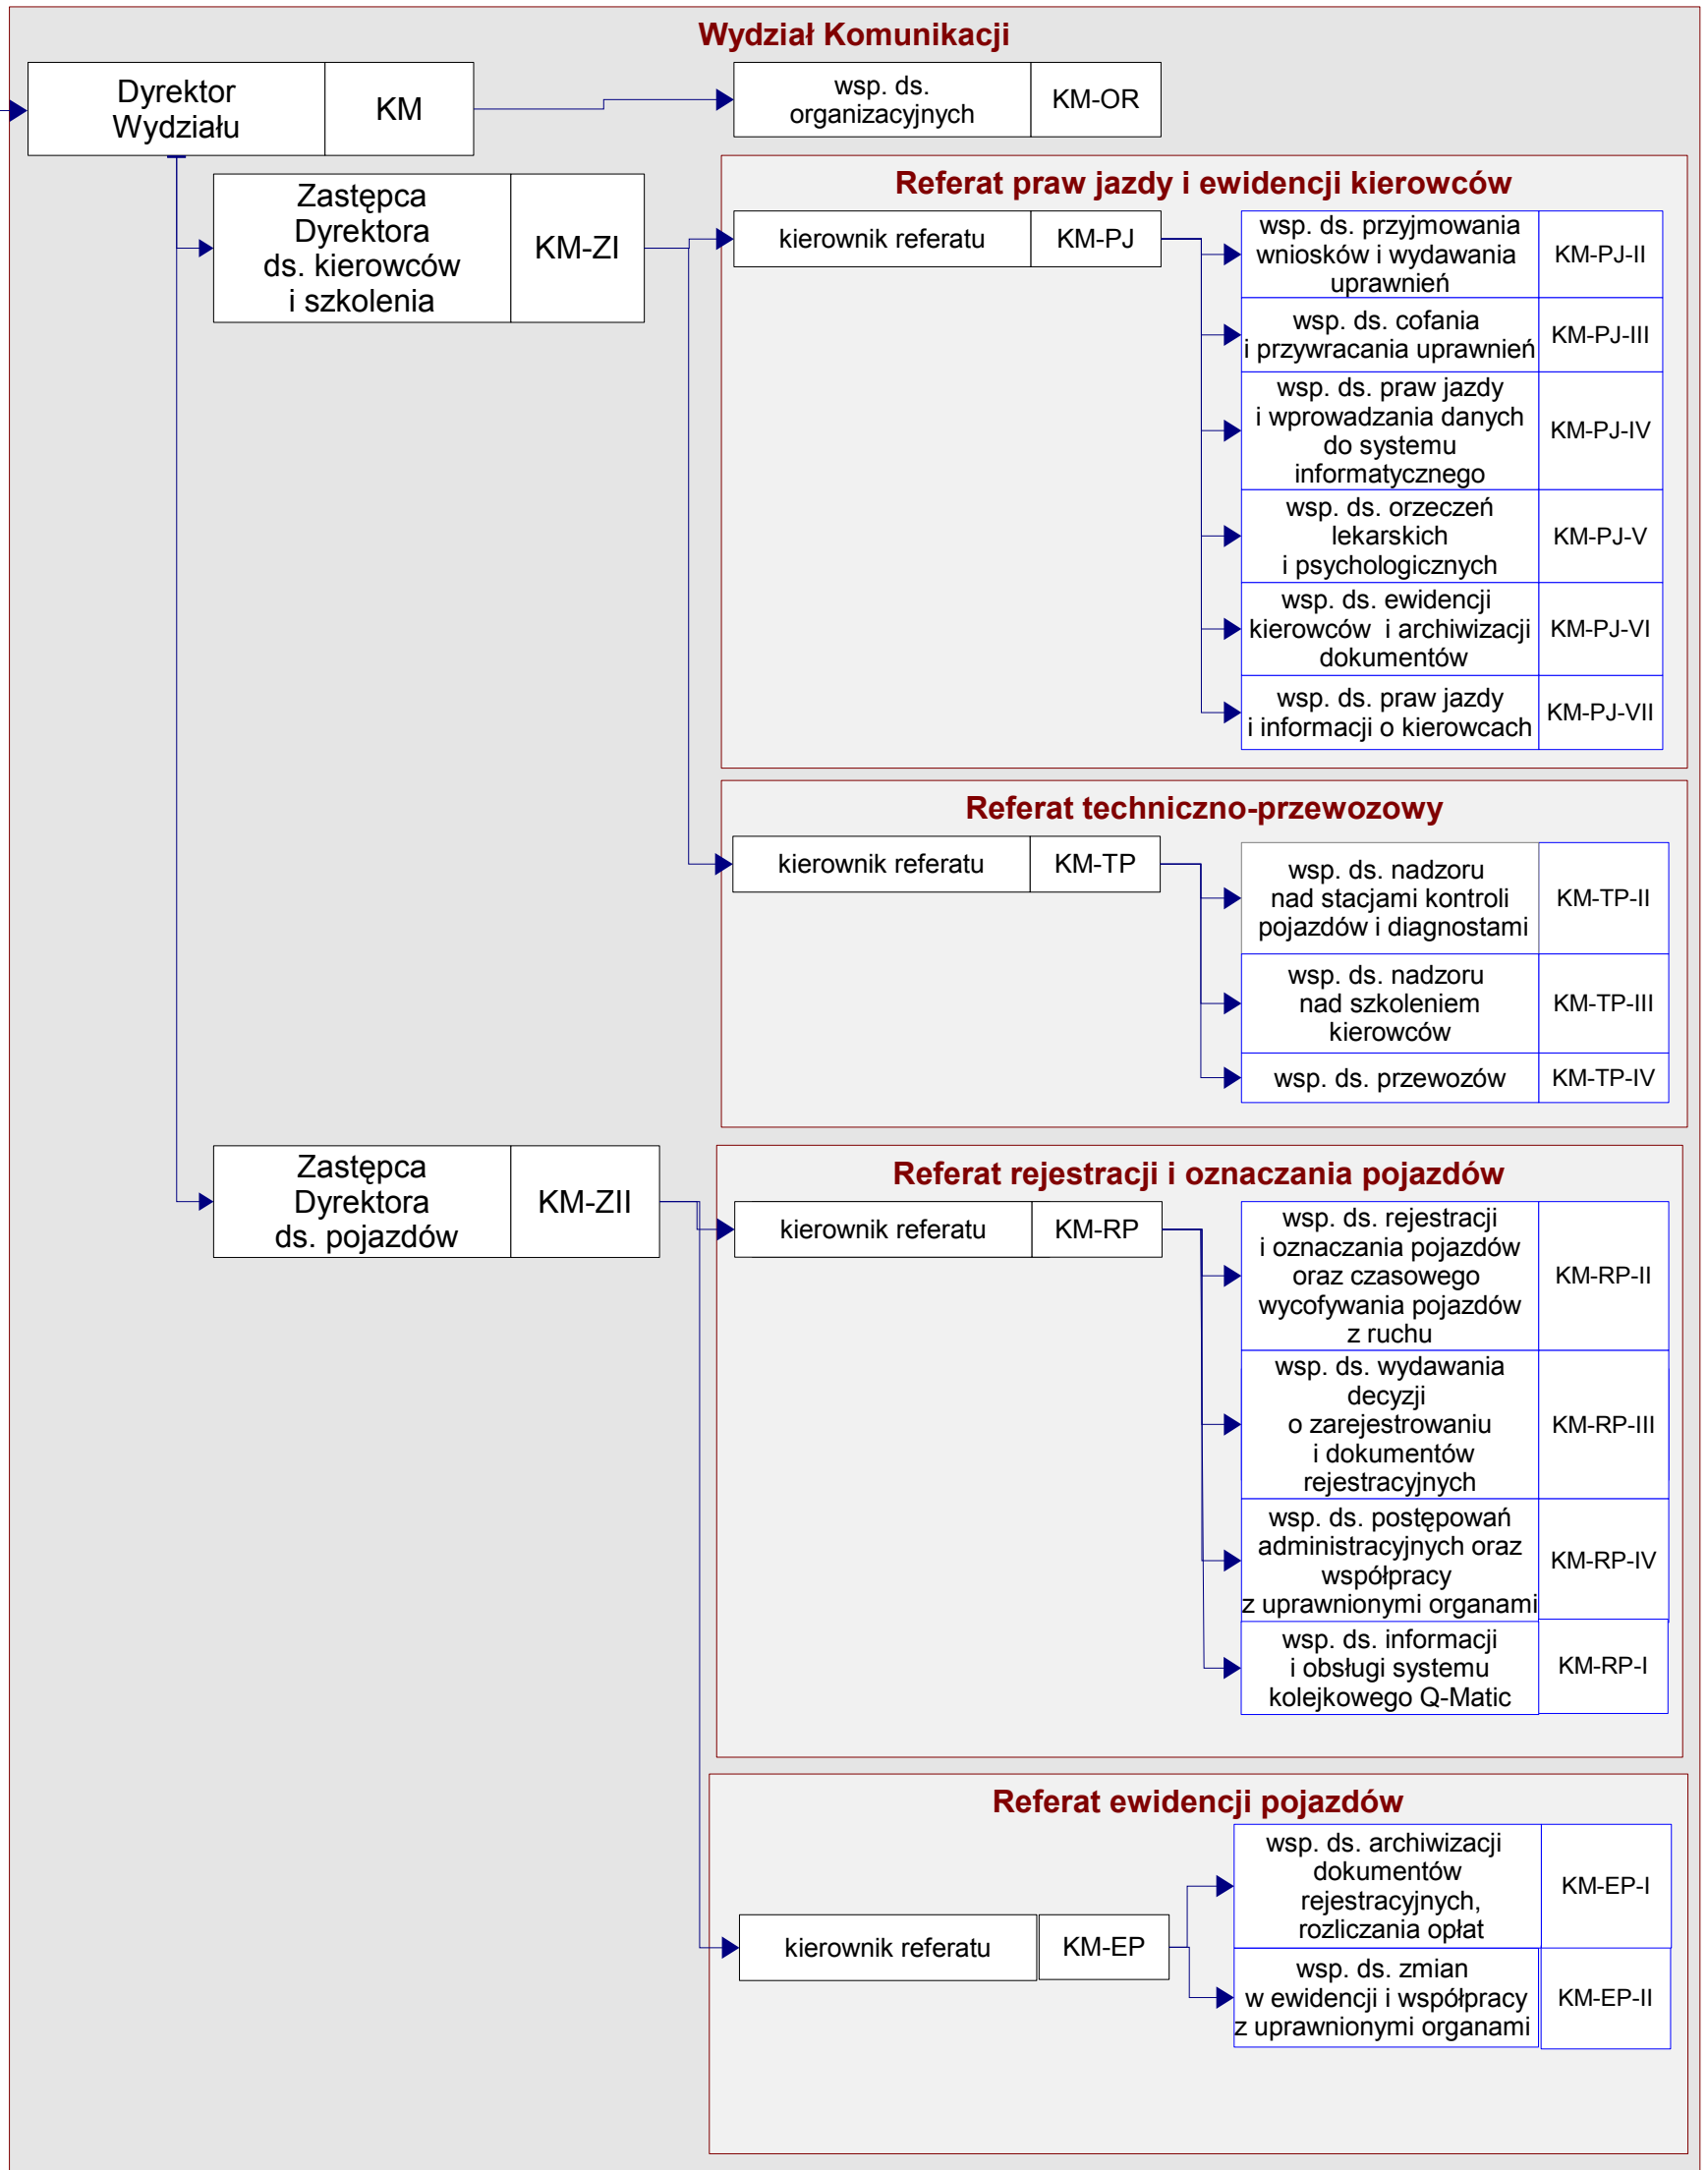 Wydział Komunikacji
Dyrektor
Wydziału
KM
wsp. ds.
organizacyjnych
KM-OR
Zastępca
Dyrektora
ds. kierowców
i szkolenia
KM-ZI
Referat praw jazdy i ewidencji kierowców
kierownik referatu
KM-PJ
wsp. ds. przyjmowania
wniosków i wydawania
uprawnień
KM-PJ-II
wsp. ds. cofania
i przywracania uprawnień
KM-PJ-III
wsp. ds. praw jazdy
i wprowadzania danych
do systemu
informatycznego
KM-PJ-IV
wsp. ds. orzeczeń
lekarskich
i psychologicznych
KM-PJ-V
wsp. ds. ewidencji
kierowców i archiwizacji
dokumentów
KM-PJ-VI
wsp. ds. praw jazdy
i informacji o kierowcach
KM-PJ-VII
Referat techniczno-przewozowy
kierownik referatu
KM-TP
wsp. ds. nadzoru
nad stacjami kontroli
pojazdów i diagnostami
KM-TP-II
wsp. ds. nadzoru
nad szkoleniem
kierowców
KM-TP-III
wsp. ds. przewozów
KM-TP-IV
Zastępca
Dyrektora
ds. pojazdów
KM-ZII
Referat rejestracji i oznaczania pojazdów
kierownik referatu
KM-RP
wsp. ds. rejestracji
i oznaczania pojazdów
oraz czasowego
wycofywania pojazdów
z ruchu
KM-RP-II
wsp. ds. wydawania
decyzji
o zarejestrowaniu
i dokumentów
rejestracyjnych
KM-RP-III
wsp. ds. postępowań
administracyjnych oraz
współpracy
z uprawnionymi organami
KM-RP-IV
wsp. ds. informacji
i obsługi systemu
kolejkowego Q-Matic
KM-RP-I
Referat ewidencji pojazdów
kierownik referatu
KM-EP
wsp. ds. archiwizacji
dokumentów
rejestracyjnych,
rozliczania opłat
KM-EP-I
wsp. ds. zmian
w ewidencji i współpracy
z uprawnionymi organami
KM-EP-II